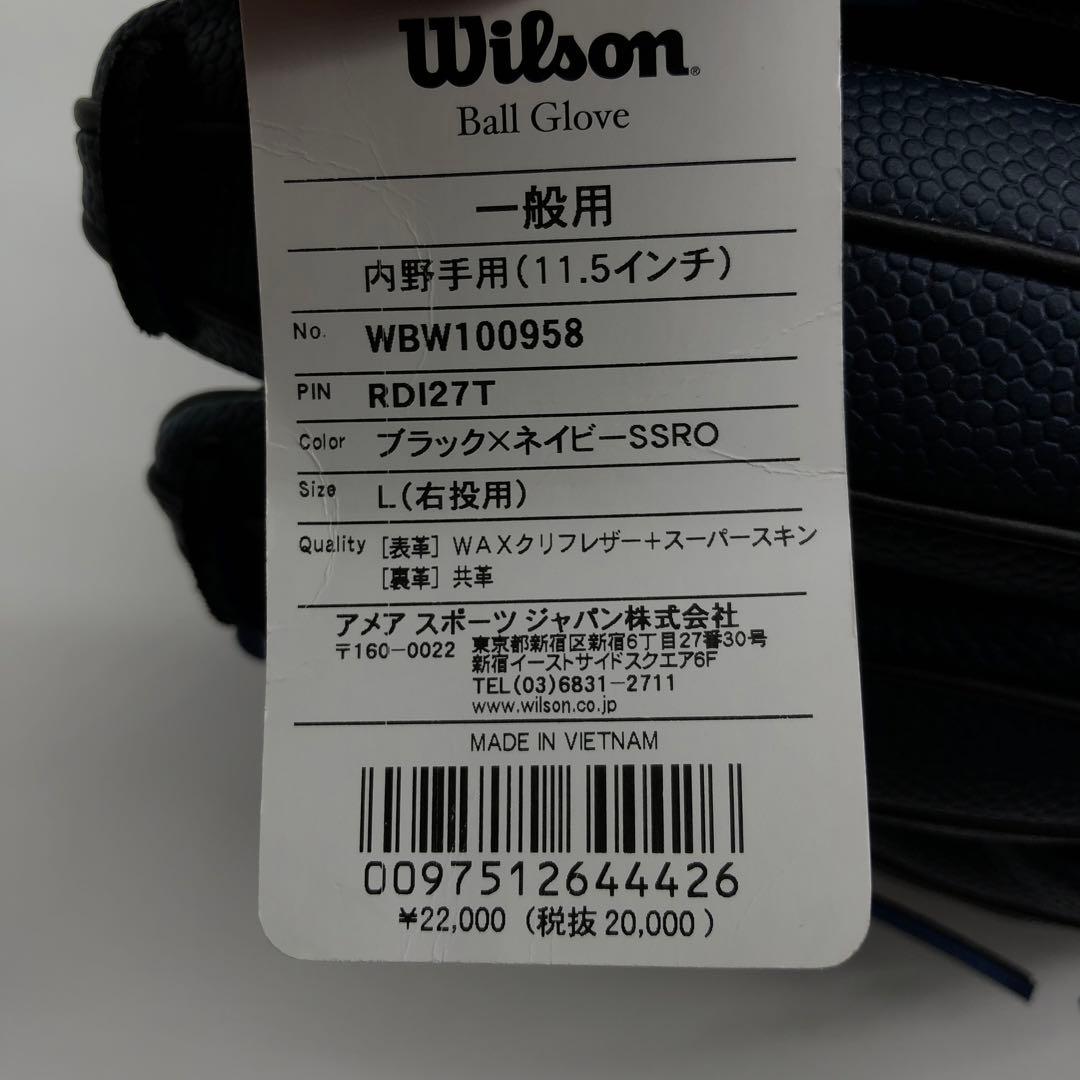 Wilson®
Ball Glove
一般用
内野手用(11.5インチ)
No. WBW100958
PIN RDI27T
Color ブラック×ネイビーSSRO
Size L(右投用)
Quality [表革] WAXクリフレザー+スーパースキン
[裏革] 共革
アメア スポーツ ジャパン株式会社
〒160-0022 東京都新宿区新宿6丁目27番30号
新宿イーストサイドスクエア6F
TEL(03)6831-2711
www.wilson.co.jp
MADE IN VIETNAM
0097512644426
¥22,000 (税抜 20,000)